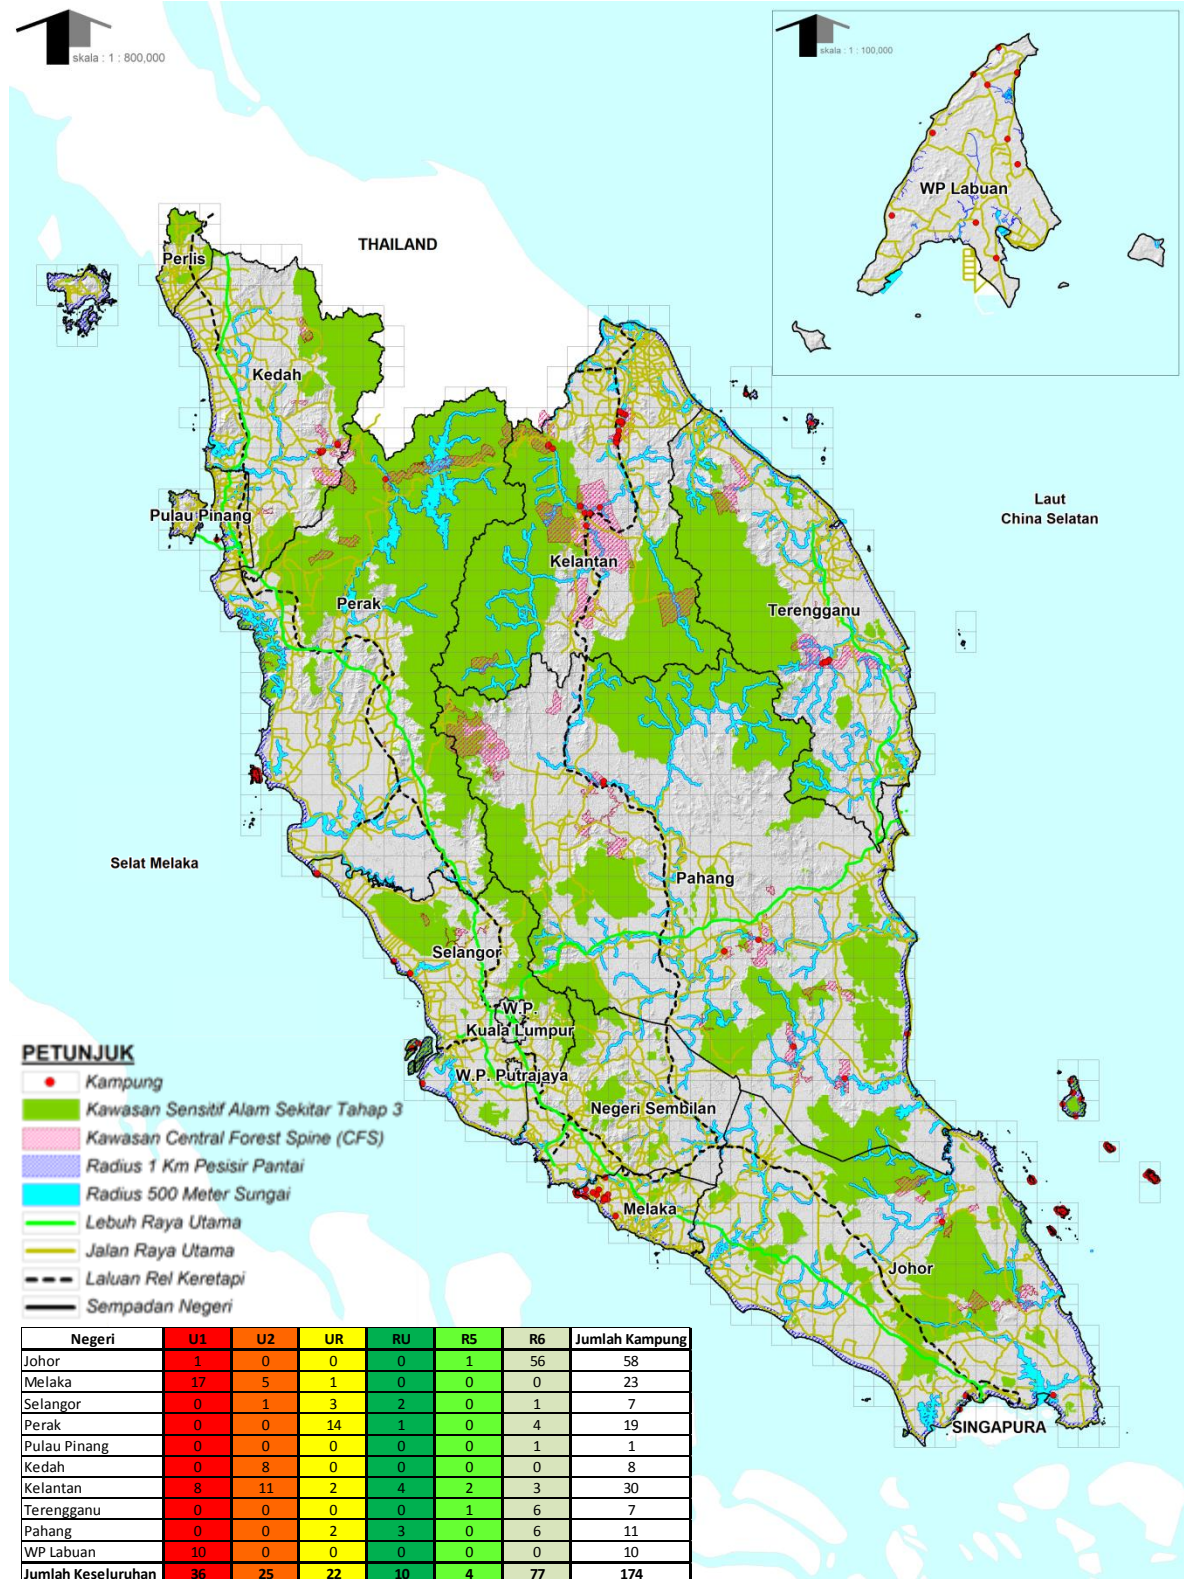 skala : 1 : 800,000
skala : 1 : 100,000
WP Labuan
THAILAND
Perlis
Kedah
Pulau Pinang
Perak
Kelantan
Terengganu
Laut
China Selatan
Selat Melaka
Pahang
Selangor
W.P.
Kuala Lumpur
W.P. Putrajaya
Negeri Sembilan
Melaka
Johor
SINGAPURA
PETUNJUK
Kampung
Kawasan Sensitif Alam Sekitar Tahap 3
Kawasan Central Forest Spine (CFS)
Radius 1 Km Pesisir Pantai
Radius 500 Meter Sungai
Lebuh Raya Utama
Jalan Raya Utama
Laluan Rel Keretapi
Sempadan Negeri
Negeri U1 U2 UR RU R5 R6 Jumlah Kampung
Johor 1 0 0 0 1 56 58
Melaka 17 5 1 0 0 0 23
Selangor 0 1 3 2 0 1 7
Perak 0 0 14 1 0 4 19
Pulau Pinang 0 0 0 0 0 1 1
Kedah 0 8 0 0 0 0 8
Kelantan 8 11 2 4 2 3 30
Terengganu 0 0 0 0 1 6 7
Pahang 0 0 2 3 0 6 11
WP Labuan 10 0 0 0 0 0 10
Jumlah Keseluruhan 36 25 22 10 4 77 174